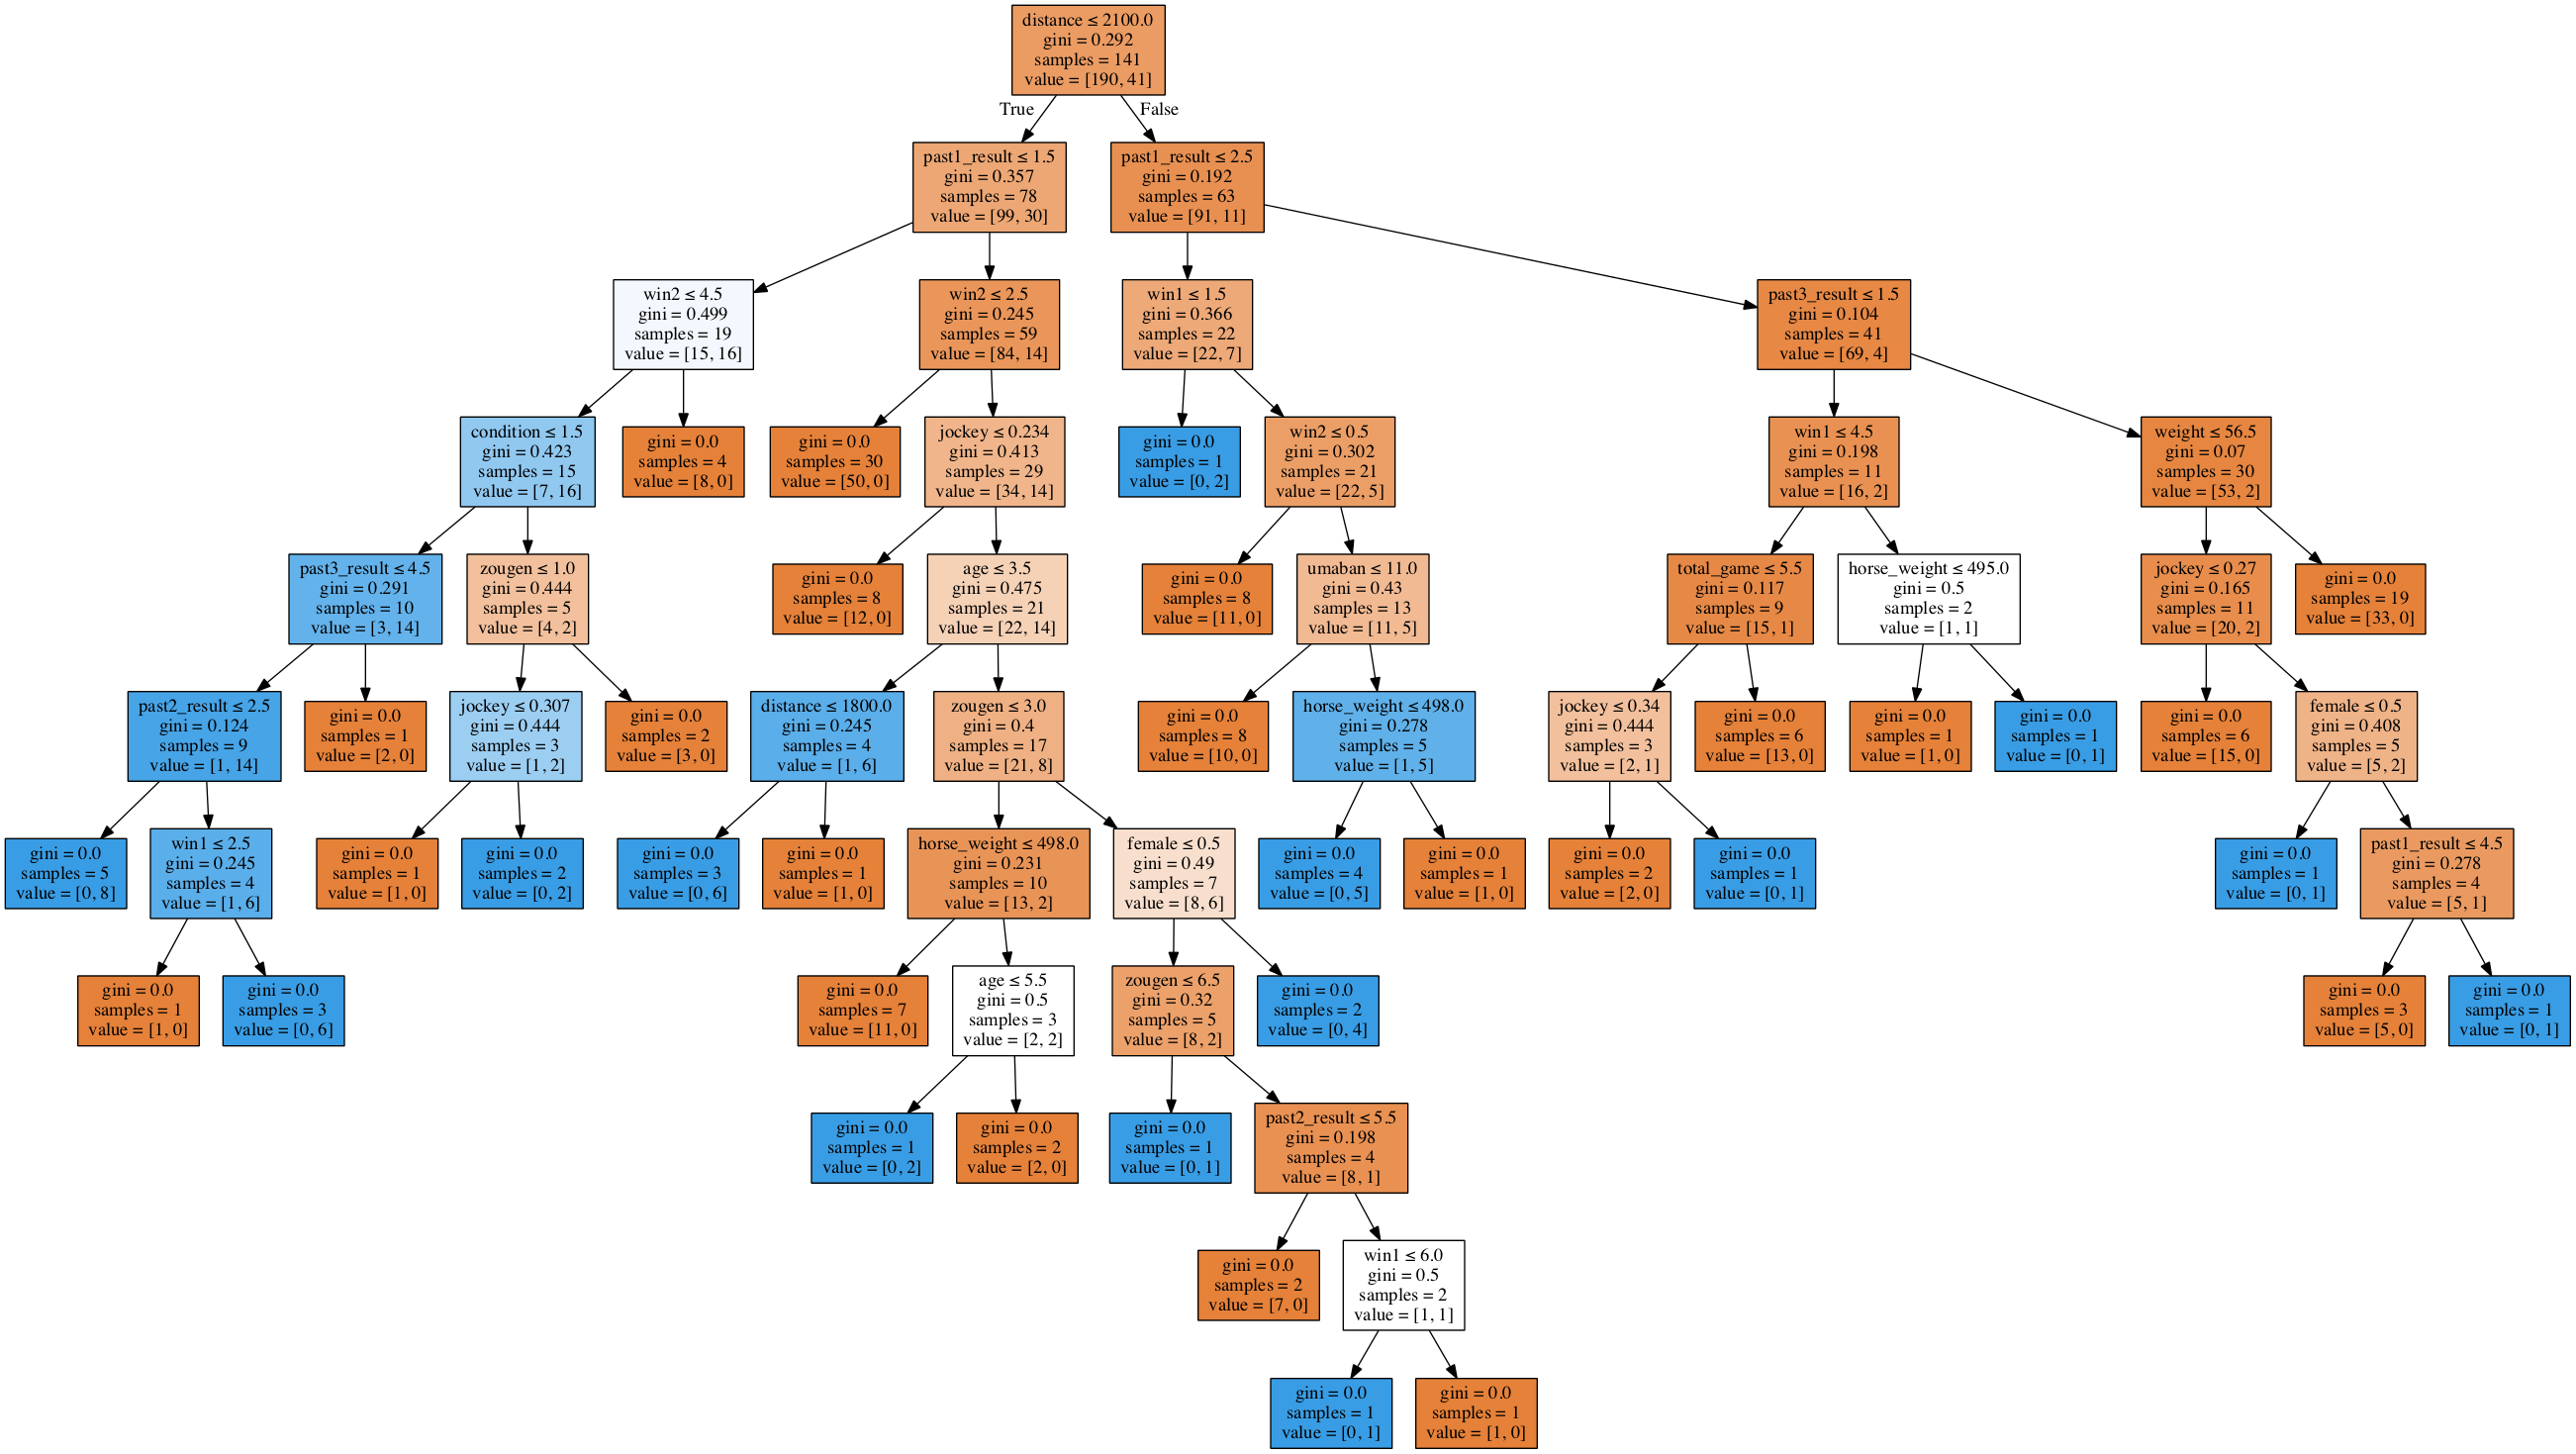 distance ≤ 2100.0
gini = 0.292
samples = 141
value = [190, 41]
True
False
past1_result ≤ 1.5
gini = 0.357
samples = 78
value = [99, 30]
past1_result ≤ 2.5
gini = 0.192
samples = 63
value = [91, 11]
win2 ≤ 4.5
gini = 0.499
samples = 19
value = [15, 16]
win2 ≤ 2.5
gini = 0.245
samples = 59
value = [84, 14]
win1 ≤ 1.5
gini = 0.366
samples = 22
value = [22, 7]
past3_result ≤ 1.5
gini = 0.104
samples = 41
value = [69, 4]
condition ≤ 1.5
gini = 0.423
samples = 15
value = [7, 16]
gini = 0.0
samples = 4
value = [8, 0]
gini = 0.0
samples = 30
value = [50, 0]
jockey ≤ 0.234
gini = 0.413
samples = 29
value = [34, 14]
gini = 0.0
samples = 1
value = [0, 2]
win2 ≤ 0.5
gini = 0.302
samples = 21
value = [22, 5]
win1 ≤ 4.5
gini = 0.198
samples = 11
value = [16, 2]
weight ≤ 56.5
gini = 0.07
samples = 30
value = [53, 2]
past3_result ≤ 4.5
gini = 0.291
samples = 10
value = [3, 14]
zougen ≤ 1.0
gini = 0.444
samples = 5
value = [4, 2]
gini = 0.0
samples = 8
value = [12, 0]
age ≤ 3.5
gini = 0.475
samples = 21
value = [22, 14]
gini = 0.0
samples = 8
value = [11, 0]
umaban ≤ 11.0
gini = 0.43
samples = 13
value = [11, 5]
total_game ≤ 5.5
gini = 0.117
samples = 9
value = [15, 1]
horse_weight ≤ 495.0
gini = 0.5
samples = 2
value = [1, 1]
jockey ≤ 0.27
gini = 0.165
samples = 11
value = [20, 2]
gini = 0.0
samples = 19
value = [33, 0]
past2_result ≤ 2.5
gini = 0.124
samples = 9
value = [1, 14]
gini = 0.0
samples = 1
value = [2, 0]
jockey ≤ 0.307
gini = 0.444
samples = 3
value = [1, 2]
gini = 0.0
samples = 2
value = [3, 0]
distance ≤ 1800.0
gini = 0.245
samples = 4
value = [1, 6]
zougen ≤ 3.0
gini = 0.4
samples = 17
value = [21, 8]
gini = 0.0
samples = 8
value = [10, 0]
horse_weight ≤ 498.0
gini = 0.278
samples = 5
value = [1, 5]
jockey ≤ 0.34
gini = 0.444
samples = 3
value = [2, 1]
gini = 0.0
samples = 6
value = [13, 0]
gini = 0.0
samples = 1
value = [1, 0]
gini = 0.0
samples = 1
value = [0, 1]
gini = 0.0
samples = 6
value = [15, 0]
female ≤ 0.5
gini = 0.408
samples = 5
value = [5, 2]
gini = 0.0
samples = 5
value = [0, 8]
win1 ≤ 2.5
gini = 0.245
samples = 4
value = [1, 6]
gini = 0.0
samples = 1
value = [1, 0]
gini = 0.0
samples = 2
value = [0, 2]
gini = 0.0
samples = 3
value = [0, 6]
gini = 0.0
samples = 1
value = [1, 0]
horse_weight ≤ 498.0
gini = 0.231
samples = 10
value = [13, 2]
female ≤ 0.5
gini = 0.49
samples = 7
value = [8, 6]
gini = 0.0
samples = 4
value = [0, 5]
gini = 0.0
samples = 1
value = [1, 0]
gini = 0.0
samples = 2
value = [2, 0]
gini = 0.0
samples = 1
value = [0, 1]
gini = 0.0
samples = 1
value = [0, 1]
past1_result ≤ 4.5
gini = 0.278
samples = 4
value = [5, 1]
gini = 0.0
samples = 1
value = [1, 0]
gini = 0.0
samples = 3
value = [0, 6]
gini = 0.0
samples = 7
value = [11, 0]
age ≤ 5.5
gini = 0.5
samples = 3
value = [2, 2]
zougen ≤ 6.5
gini = 0.32
samples = 5
value = [8, 2]
gini = 0.0
samples = 2
value = [0, 4]
gini = 0.0
samples = 3
value = [5, 0]
gini = 0.0
samples = 1
value = [0, 1]
gini = 0.0
samples = 1
value = [0, 2]
gini = 0.0
samples = 2
value = [2, 0]
gini = 0.0
samples = 1
value = [0, 1]
past2_result ≤ 5.5
gini = 0.198
samples = 4
value = [8, 1]
gini = 0.0
samples = 2
value = [7, 0]
win1 ≤ 6.0
gini = 0.5
samples = 2
value = [1, 1]
gini = 0.0
samples = 1
value = [0, 1]
gini = 0.0
samples = 1
value = [1, 0]